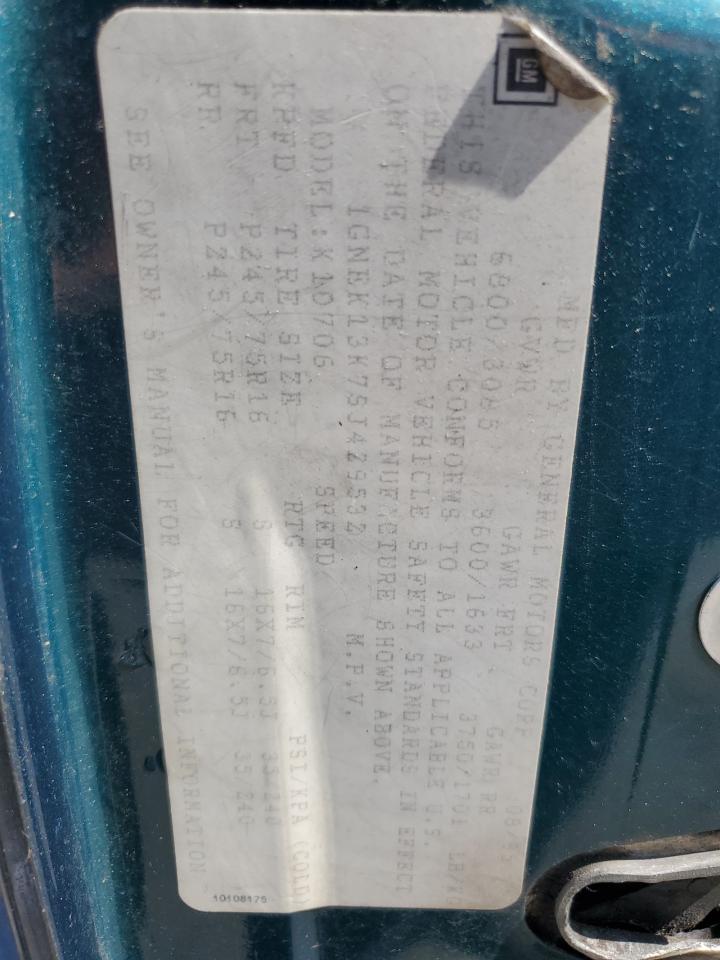 GM
MFD BY GENERAL MOTORS CORP 08/95
GVWR GAWR FRT GAWR RR
6800/3085 3600/1633 3750/1701 LB/KG
THIS VEHICLE CONFORMS TO ALL APPLICABLE U.S.
FEDERAL MOTOR VEHICLE SAFETY STANDARDS IN EFFECT
ON THE DATE OF MANUFCTURE SHOWN ABOVE.
M.P.V.
MODEL:K10706 SPEED
TIRE SIZE RTG RIM PSI/KPA (COLD)
FRT P245/75R16 S 16X7/6.5J 35/240
RR P245/75R16 S 16X7/6.5J 35/240
SEE OWNER'S MANUAL FOR ADDITIONAL INFORMATION
10108175